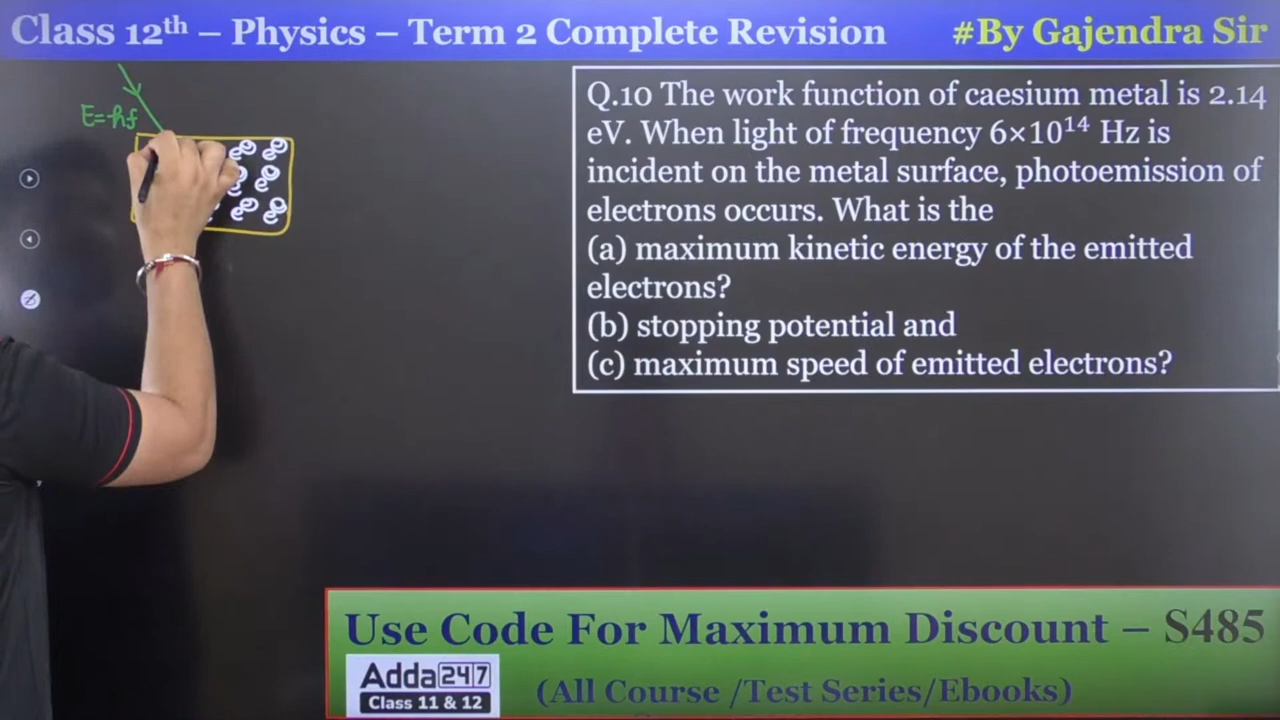 Class 12th – Physics – Term 2 Complete Revision #By Gajendra Sir
E=hf
Q.10 The work function of caesium metal is 2.14
eV. When light of frequency 6×10¹⁴ Hz is
incident on the metal surface, photoemission of
electrons occurs. What is the
(a) maximum kinetic energy of the emitted
electrons?
(b) stopping potential and
(c) maximum speed of emitted electrons?
Use Code For Maximum Discount – S485
Adda247
Class 11 & 12
(All Course /Test Series/Ebooks)